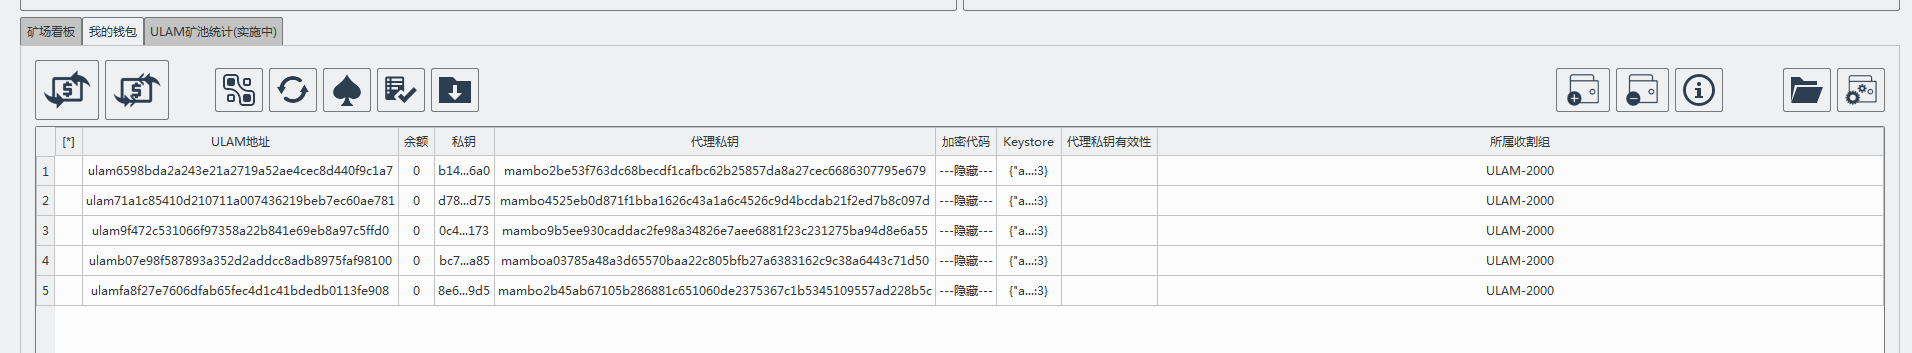 矿场看板 我的钱包 ULAM矿池统计(实施中)
[*] ULAM地址 余额 私钥 代理私钥 加密代码 Keystore 代理私钥有效性 所属收割组
1 ulam6598bda2a243e21a2719a52ae4cec8d440f9c1a7 0 b14...6a0 mambo2be53f763dc68becdf1cafbc62b25857da8a27cec6686307795e679 ---隐藏--- {"a...:3} ULAM-2000
2 ulam71a1c85410d210711a007436219beb7ec60ae781 0 d78...d75 mambo4525eb0d871f1bba1626c43a1a6c4526c9d4bcdab21f2ed7b8c097d ---隐藏--- {"a...:3} ULAM-2000
3 ulam9f472c531066f97358a22b841e69eb8a97c5ffd0 0 0c4...173 mambo9b5ee930caddac2fe98a34826e7aee6881f23c231275ba94d8e6a55 ---隐藏--- {"a...:3} ULAM-2000
4 ulamb07e98f587893a352d2addcc8adb8975faf98100 0 bc7...a85 mamboa03785a48a3d65570baa22c805bfb27a6383162c9c38a6443c71d50 ---隐藏--- {"a...:3} ULAM-2000
5 ulamfa8f27e7606dfab65fec4d1c41bdedb0113fe908 0 8e6...9d5 mambo2b45ab67105b286881c651060de2375367c1b5345109557ad228b5c ---隐藏--- {"a...:3} ULAM-2000